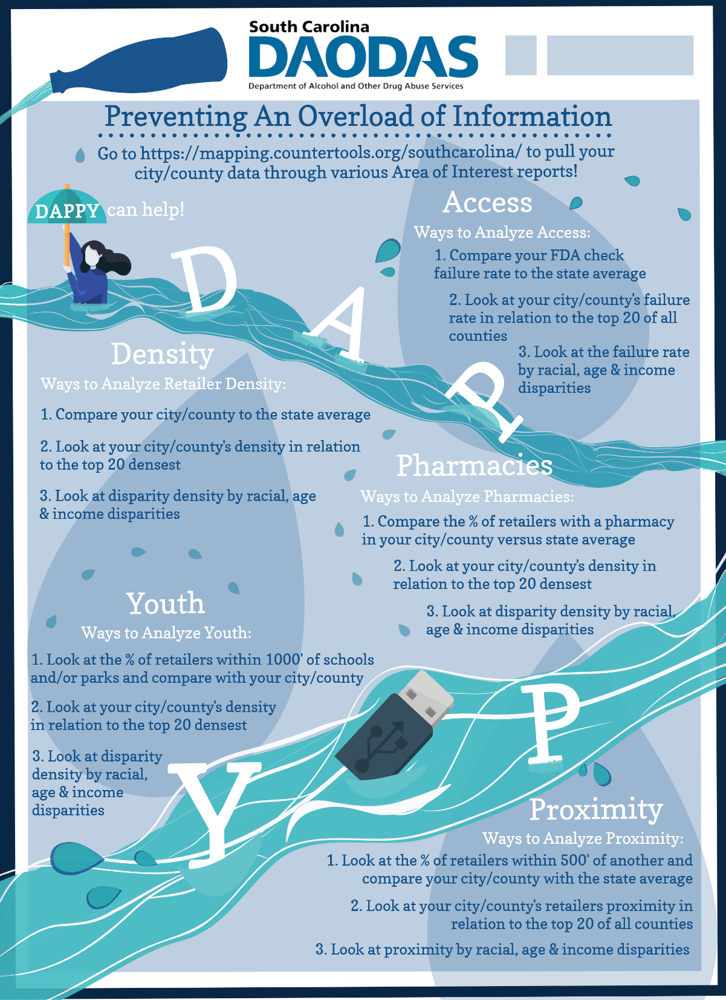 South Carolina
DAODAS
Department of Alcohol and Other Drug Abuse Services
Preventing An Overload of Information
Go to https://mapping.countertools.org/southcarolina/ to pull your
city/county data through various Area of Interest reports!
DAPPY can help!
D
A
P
Access
Ways to Analyze Access:
1. Compare your FDA check
failure rate to the state average
2. Look at your city/county's failure
rate in relation to the top 20 of all
counties
3. Look at the failure rate
by racial, age & income
disparities
Density
Ways to Analyze Retailer Density:
1. Compare your city/county to the state average
2. Look at your city/county's density in relation
to the top 20 densest
3. Look at disparity density by racial, age
& income disparities
Pharmacies
Ways to Analyze Pharmacies:
1. Compare the % of retailers with a pharmacy
in your city/county versus state average
2. Look at your city/county's density in
relation to the top 20 densest
3. Look at disparity density by racial,
age & income disparities
Youth
Ways to Analyze Youth:
1. Look at the % of retailers within 1000' of schools
and/or parks and compare with your city/county
2. Look at your city/county's density
in relation to the top 20 densest
3. Look at disparity
density by racial,
age & income
disparities
P
Y
Proximity
Ways to Analyze Proximity:
1. Look at the % of retailers within 500' of another and
compare your city/county with the state average
2. Look at your city/county's retailers proximity in
relation to the top 20 of all counties
3. Look at proximity by racial, age & income disparities